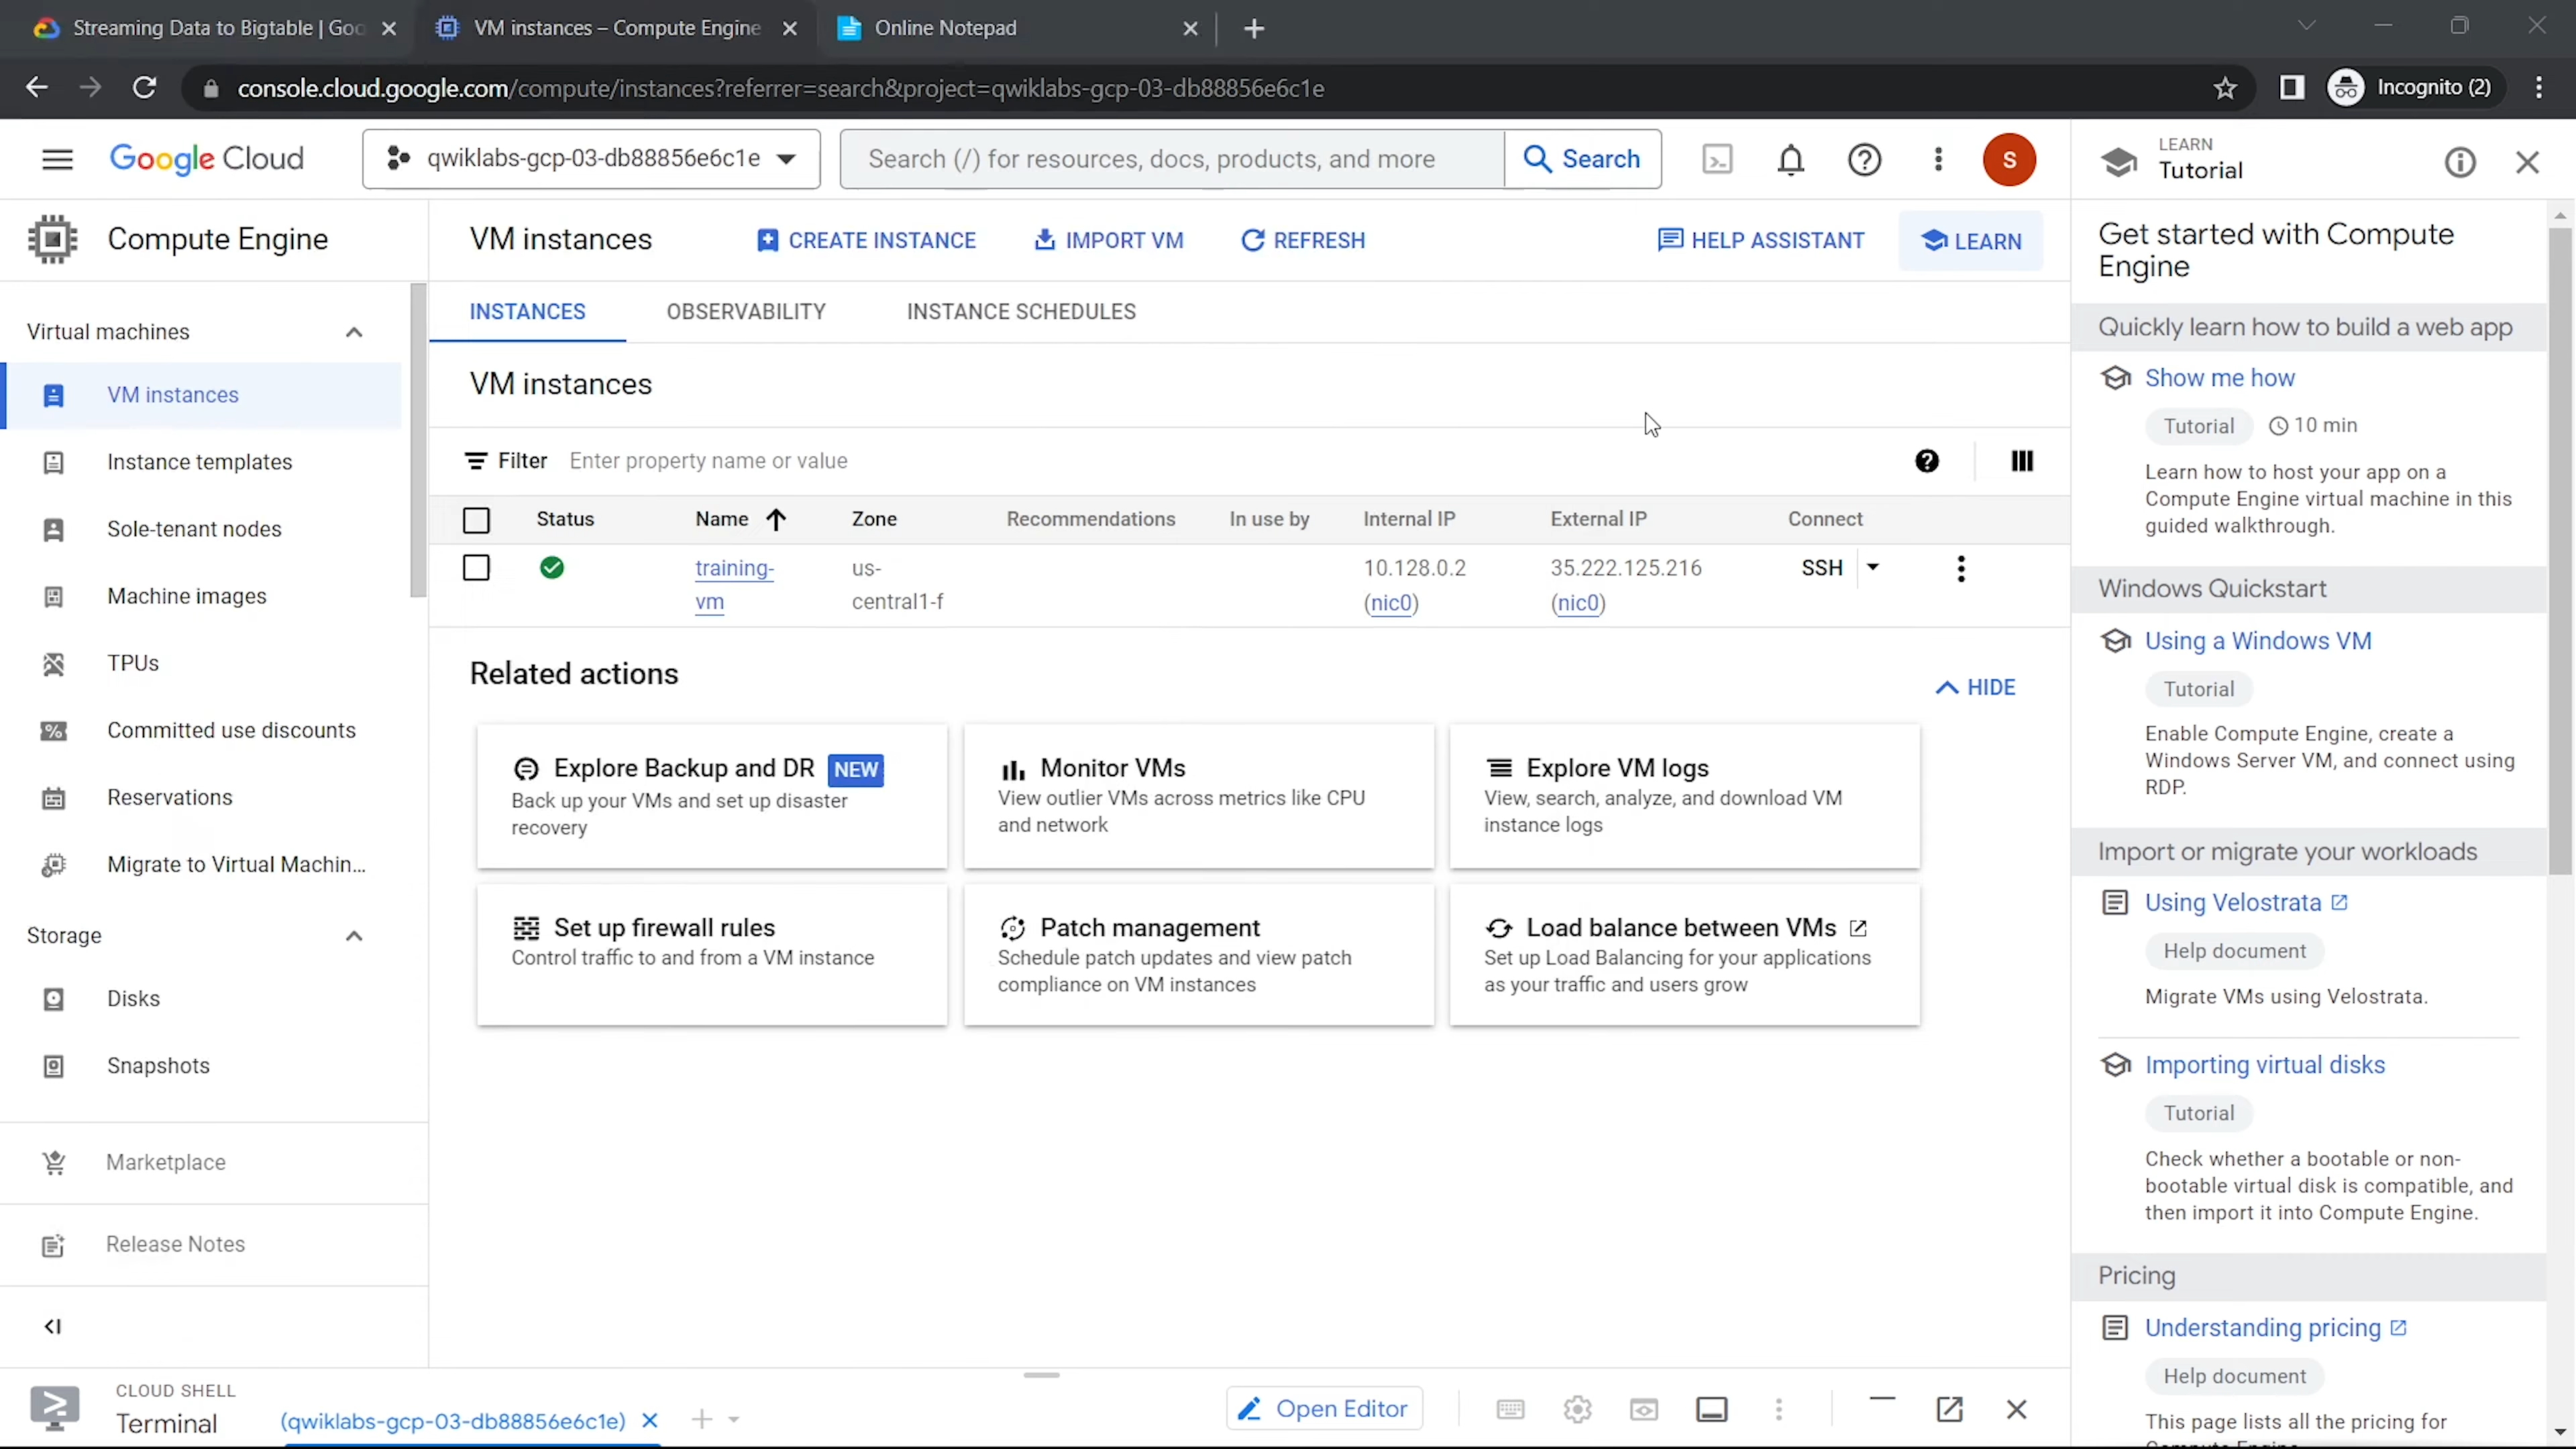 Streaming Data to Bigtable | Goo
VM instances – Compute Engine
Online Notepad
console.cloud.google.com/compute/instances?referrer=search&project=qwiklabs-gcp-03-db88856e6c1e
Incognito (2)
Google Cloud
qwiklabs-gcp-03-db88856e6c1e
Search (/) for resources, docs, products, and more
Search
S
LEARN
Tutorial
Compute Engine
VM instances
CREATE INSTANCE
IMPORT VM
REFRESH
HELP ASSISTANT
LEARN
Virtual machines
VM instances
Instance templates
Sole-tenant nodes
Machine images
TPUs
Committed use discounts
Reservations
Migrate to Virtual Machin...
Storage
Disks
Snapshots
Marketplace
Release Notes
INSTANCES
OBSERVABILITY
INSTANCE SCHEDULES
VM instances
Filter
Enter property name or value
Status
Name
Zone
Recommendations
In use by
Internal IP
External IP
Connect
training-
vm
us-
central1-f
10.128.0.2
(nic0)
35.222.125.216
(nic0)
SSH
Related actions
HIDE
Explore Backup and DR NEW
Back up your VMs and set up disaster
recovery
Monitor VMs
View outlier VMs across metrics like CPU
and network
Explore VM logs
View, search, analyze, and download VM
instance logs
Set up firewall rules
Control traffic to and from a VM instance
Patch management
Schedule patch updates and view patch
compliance on VM instances
Load balance between VMs
Set up Load Balancing for your applications
as your traffic and users grow
Get started with Compute
Engine
Quickly learn how to build a web app
Show me how
Tutorial
10 min
Learn how to host your app on a
Compute Engine virtual machine in this
guided walkthrough.
Windows Quickstart
Using a Windows VM
Tutorial
Enable Compute Engine, create a
Windows Server VM, and connect using
RDP.
Import or migrate your workloads
Using Velostrata
Help document
Migrate VMs using Velostrata.
Importing virtual disks
Tutorial
Check whether a bootable or non-
bootable virtual disk is compatible, and
then import it into Compute Engine.
Pricing
Understanding pricing
Help document
This page lists all the pricing for
CLOUD SHELL
Terminal
(qwiklabs-gcp-03-db88856e6c1e)
Open Editor